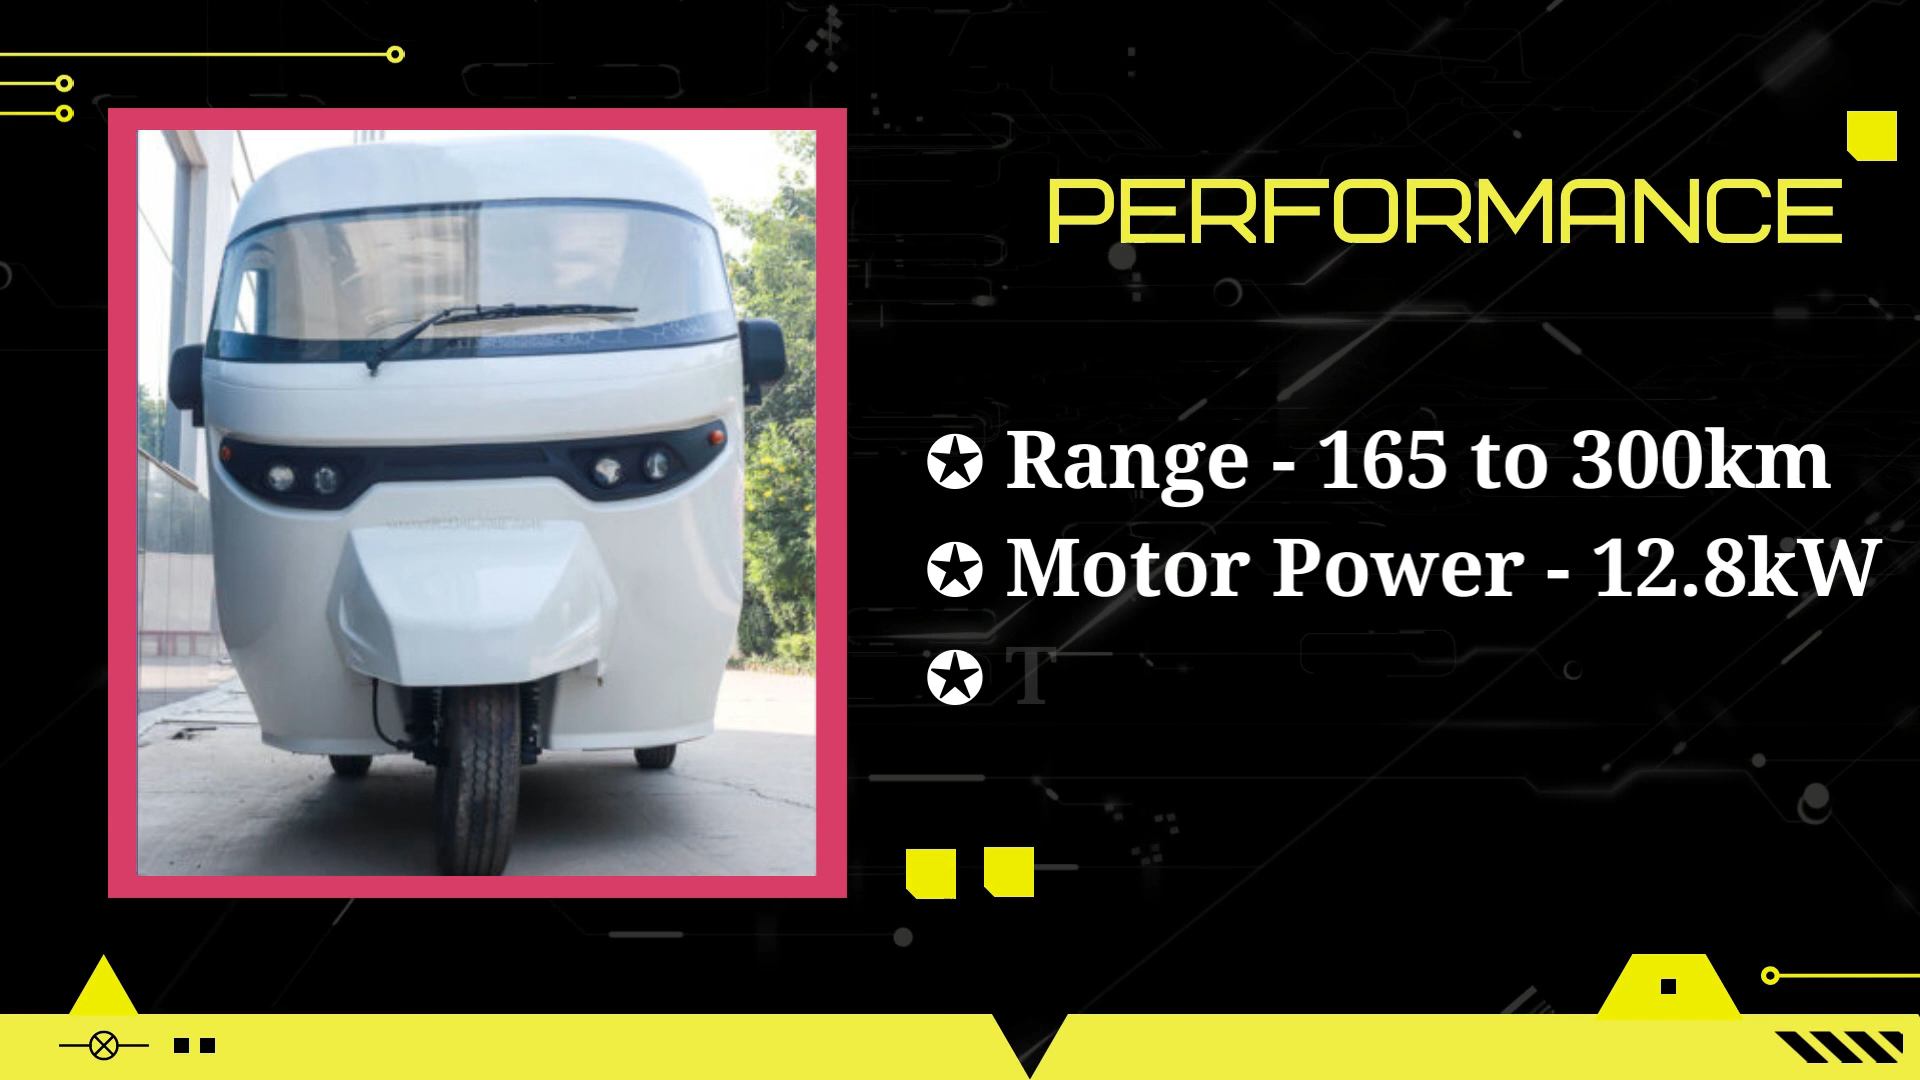 PERFORMANCE
✪ Range - 165 to 300km
✪ Motor Power - 12.8kW
✪ T